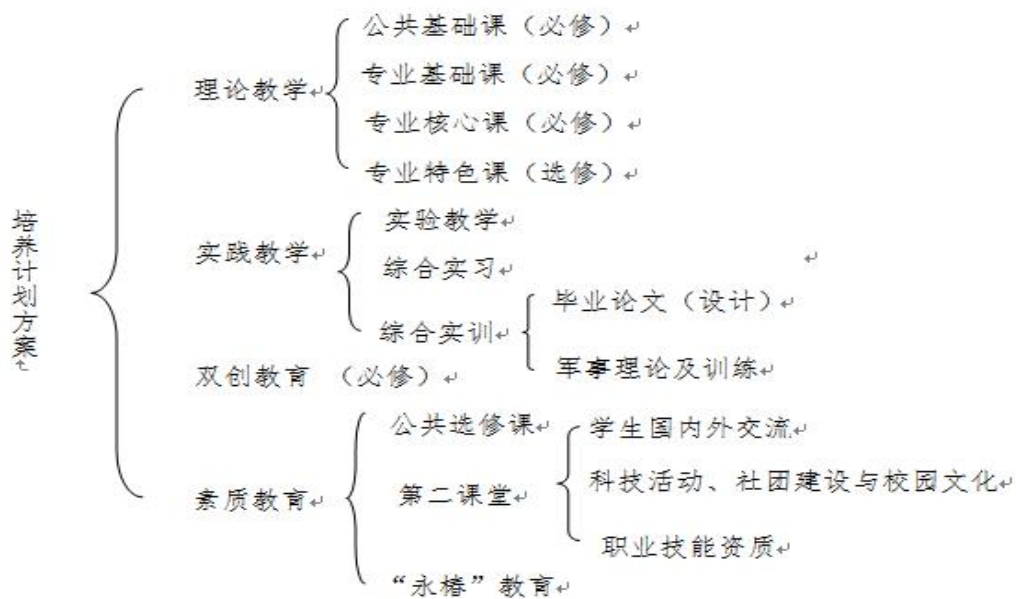 培养计划方案
理论教学
公共基础课（必修）
专业基础课（必修）
专业核心课（必修）
专业特色课（选修）
实践教学
实验教学
综合实习
综合实训
毕业论文（设计）
军事理论及训练
双创教育 （必修）
素质教育
公共选修课
第二课堂
学生国内外交流
科技活动、社团建设与校园文化
职业技能资质
“永椿”教育